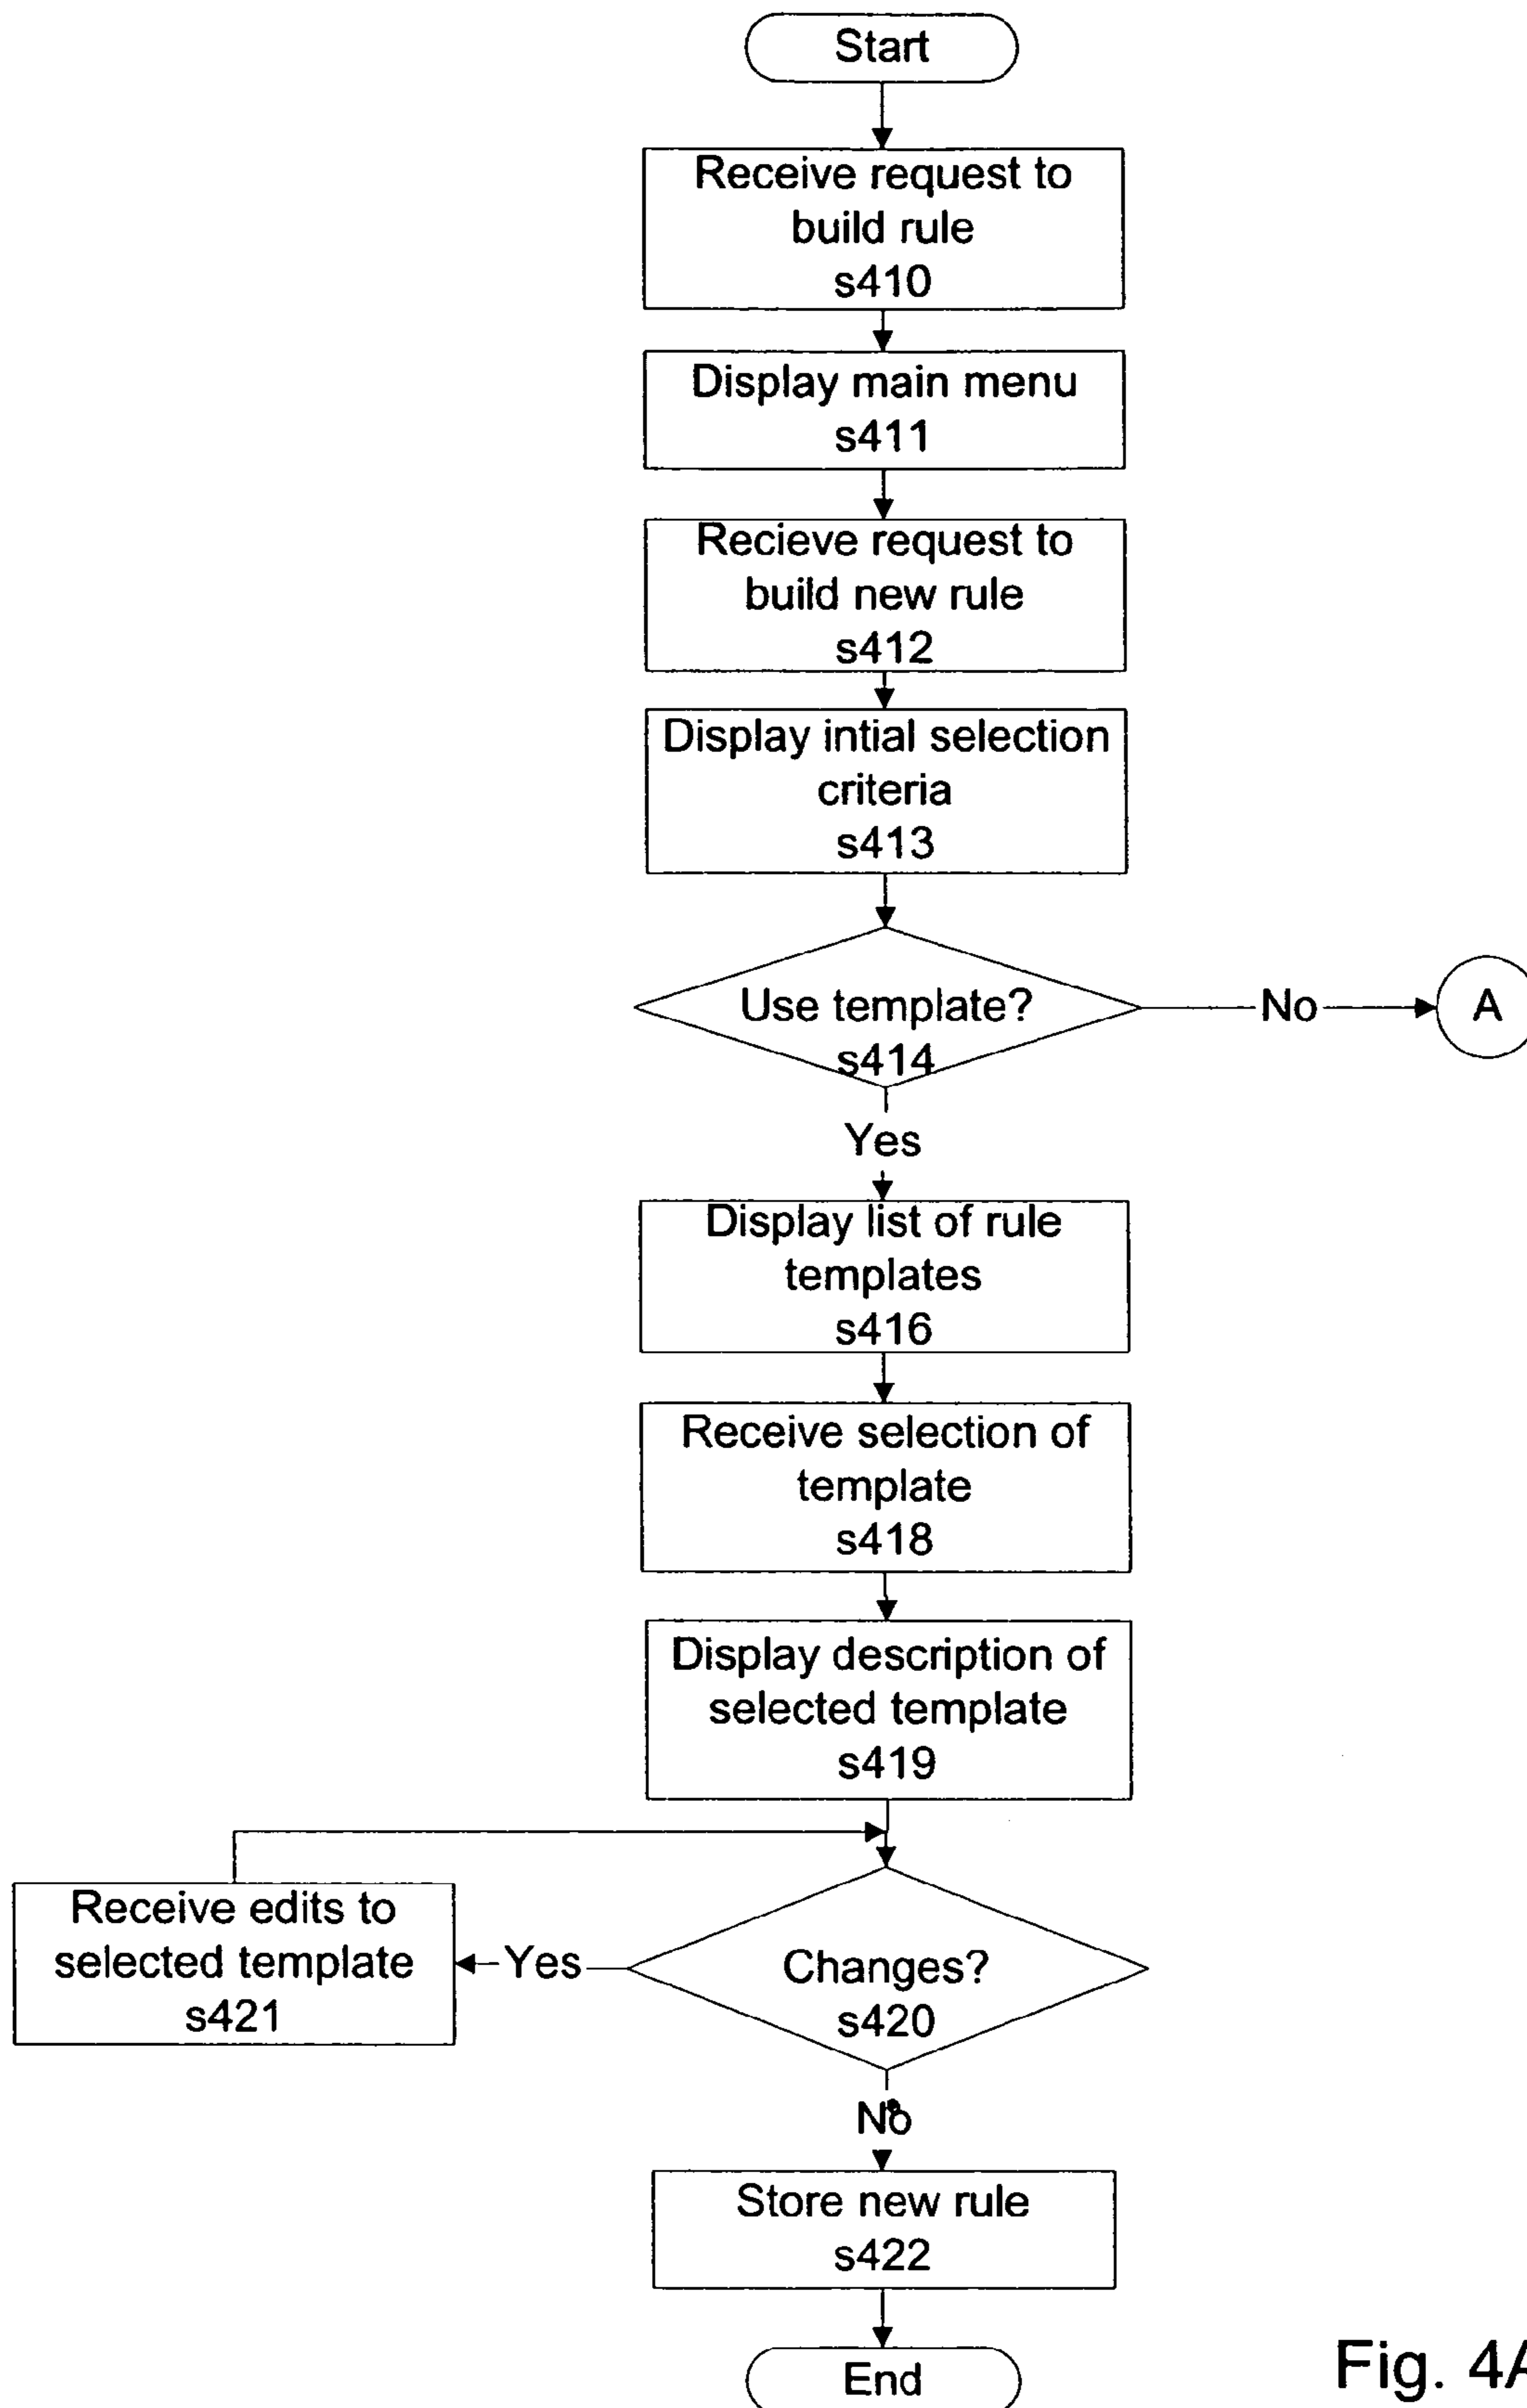 Start
Receive request to
build rule
s410
Display main menu
s411
Recieve request to
build new rule
s412
Display intial selection
criteria
s413
Use template?
s414
No
A
Yes
Display list of rule
templates
s416
Receive selection of
template
s418
Display description of
selected template
s419
Receive edits to
selected template
s421
Yes
Changes?
s420
No
Store new rule
s422
End
Fig. 4A